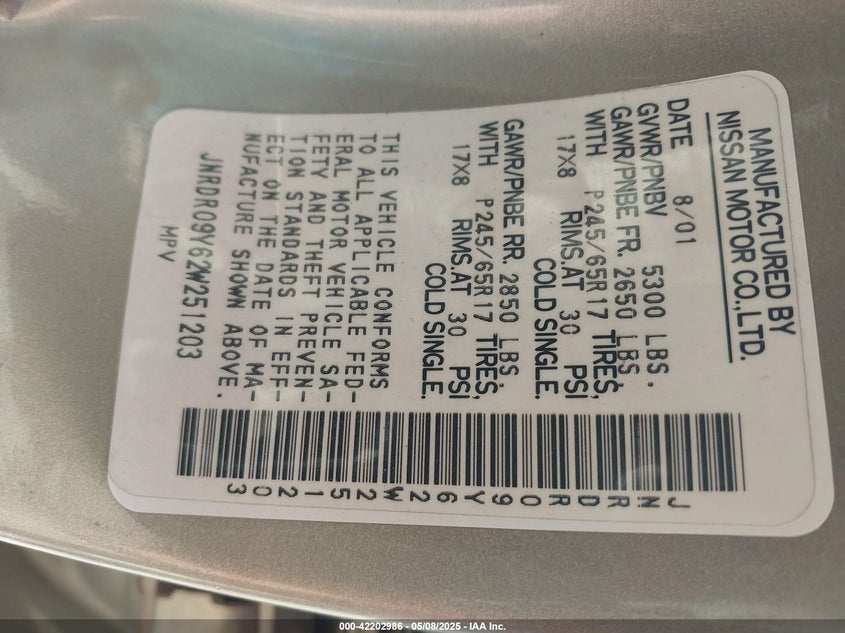 MANUFACTURED BY
NISSAN MOTOR CO.,LTD.
DATE 8/01
GVWR/PNBV 5300 LBS.
GAWR/PNBE FR. 2650 LBS.
WITH P245/65R17 TIRES,
17X8 RIMS.AT 30 PSI
COLD SINGLE.
GAWR/PNBE RR. 2850 LBS.
WITH P245/65R17 TIRES,
17X8 RIMS.AT 30 PSI
COLD SINGLE.
THIS VEHICLE CONFORMS
TO ALL APPLICABLE FED-
ERAL MOTOR VEHICLE SA-
FETY AND THEFT PREVEN-
TION STANDARDS IN EFF-
ECT ON THE DATE OF MA-
NUFACTURE SHOWN ABOVE.
JNRDR09Y62W251203
MPV
JNRDR09Y62W251203
000-42202986 - 05/08/2025 - IAA Inc.